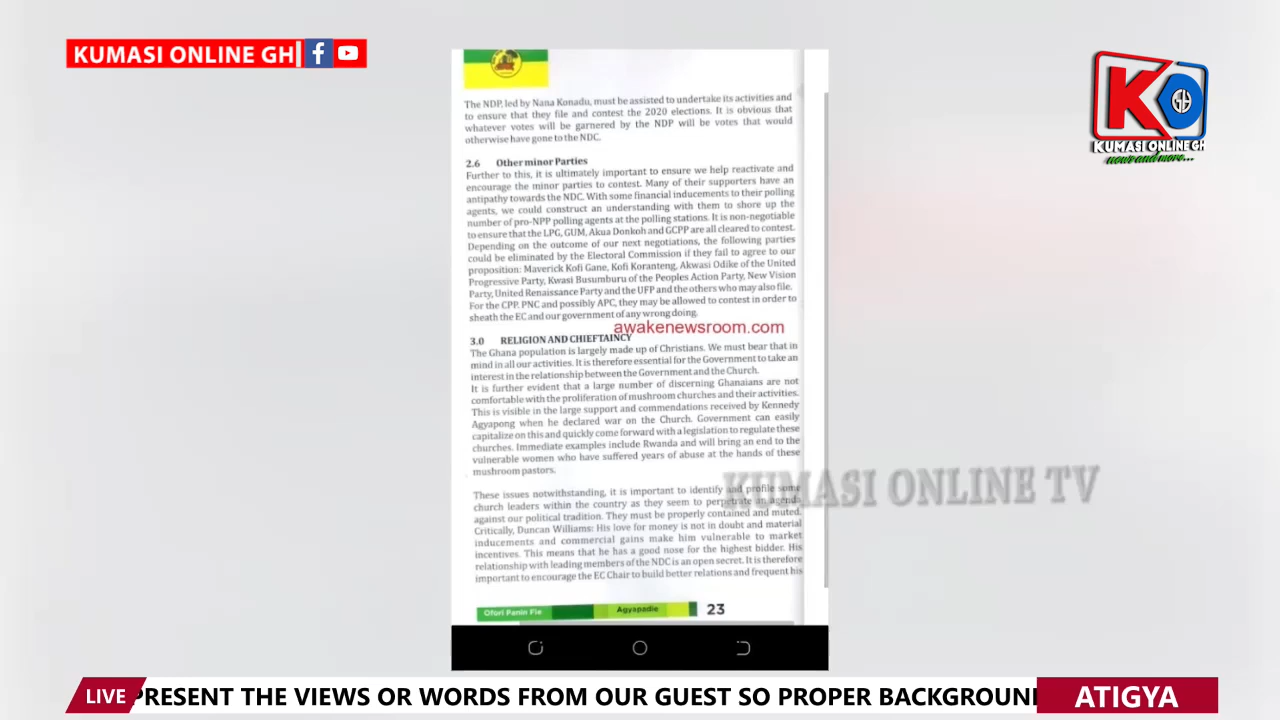 KUMASI ONLINE GH
KO
GH
KUMASI ONLINE GH
news and more...
The NDP, led by Nana Konadu, must be assisted to undertake its activities and
to ensure that they file and contest the 2020 elections. It is obvious that
whatever votes will be garnered by the NDP will be votes that would
otherwise have gone to the NDC.
2.6 Other minor Parties
Further to this, it is ultimately important to ensure we help reactivate and
encourage the minor parties to contest. Many of their supporters have an
antipathy towards the NDC. With some financial inducements to their polling
agents, we could construct an understanding with them to shore up the
number of pro-NPP polling agents at the polling stations. It is non-negotiable
to ensure that the LPG, GUM, Akua Donkoh and GCPP are all cleared to contest.
Depending on the outcome of our next negotiations, the following parties
could be eliminated by the Electoral Commission if they fail to agree to our
proposition: Maverick Kofi Gane, Kofi Koranteng, Akwasi Odike of the United
Progressive Party, Kwasi Busumburu of the Peoples Action Party, New Vision
Party, United Renaissance Party and the UFP and the others who may also file.
For the CPP, PNC and possibly APC, they may be allowed to contest in order to
sheath the EC and our government of any wrong doing.
awakenewsroom.com
3.0 RELIGION AND CHIEFTAINCY
The Ghana population is largely made up of Christians. We must bear that in
mind in all our activities. It is therefore essential for the Government to take an
interest in the relationship between the Government and the Church.
It is further evident that a large number of discerning Ghanaians are not
comfortable with the proliferation of mushroom churches and their activities.
This is visible in the large support and commendations received by Kennedy
Agyapong when he declared war on the Church. Government can easily
capitalize on this and quickly come forward with a legislation to regulate these
churches. Immediate examples include Rwanda and will bring an end to the
vulnerable women who have suffered years of abuse at the hands of these
mushroom pastors.
KUMASI ONLINE TV
These issues notwithstanding, it is important to identify and profile some
church leaders within the country as they seem to perpetrate an agenda
against our political tradition. They must be properly contained and muted.
Critically, Duncan Williams: His love for money is not in doubt and material
inducements and commercial gains make him vulnerable to market
incentives. This means that he has a good nose for the highest bidder. His
relationship with leading members of the NDC is an open secret. It is therefore
important to encourage the EC Chair to build better relations and frequent his
Ofori Panin Fie Agyapadie 23
LIVE PRESENT THE VIEWS OR WORDS FROM OUR GUEST SO PROPER BACKGROUN ATIGYA